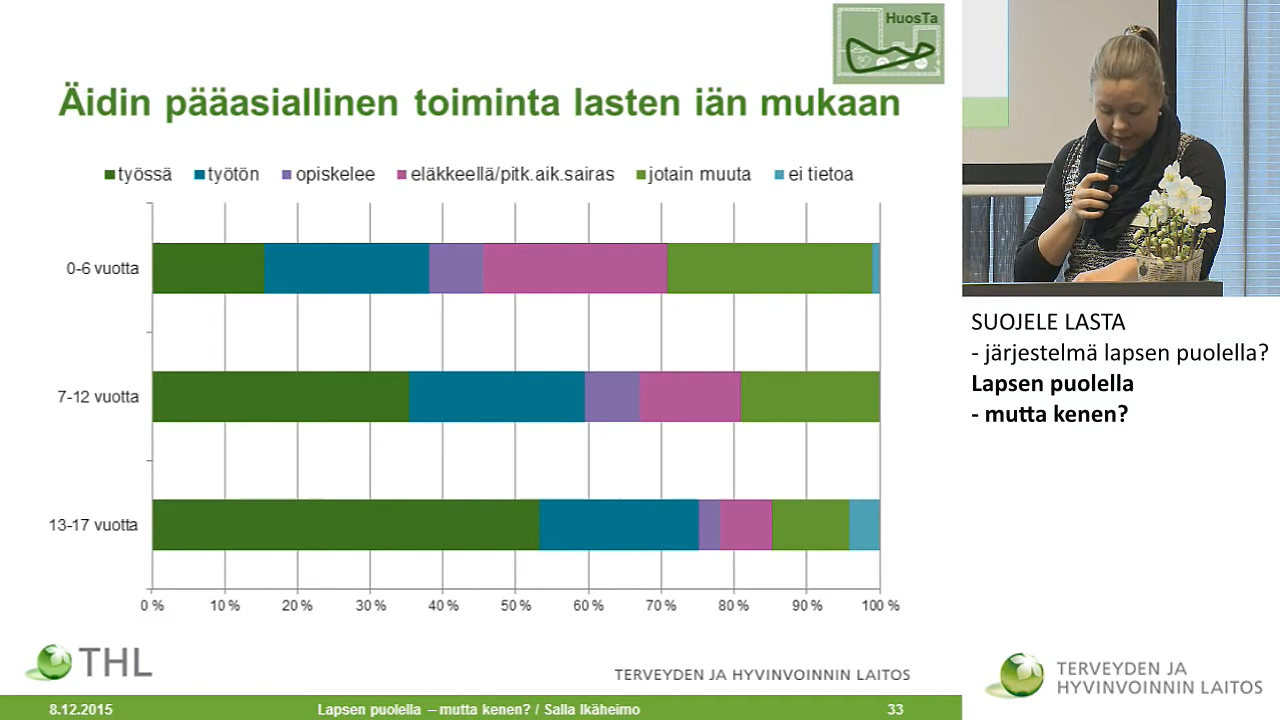 HuosTa
Äidin pääasiallinen toiminta lasten iän mukaan
työssä työtön opiskelee eläkkeellä/pitk.aik.sairas jotain muuta ei tietoa
0-6 vuotta
7-12 vuotta
13-17 vuotta
0 % 10 % 20 % 30 % 40 % 50 % 60 % 70 % 80 % 90 % 100 %
THL
TERVEYDEN JA HYVINVOINNIN LAITOS
8.12.2015 Lapsen puolella – mutta kenen? / Salla Ikäheimo 33
SUOJELE LASTA
- järjestelmä lapsen puolella?
Lapsen puolella
- mutta kenen?
TERVEYDEN JA
HYVINVOINNIN LAITOS